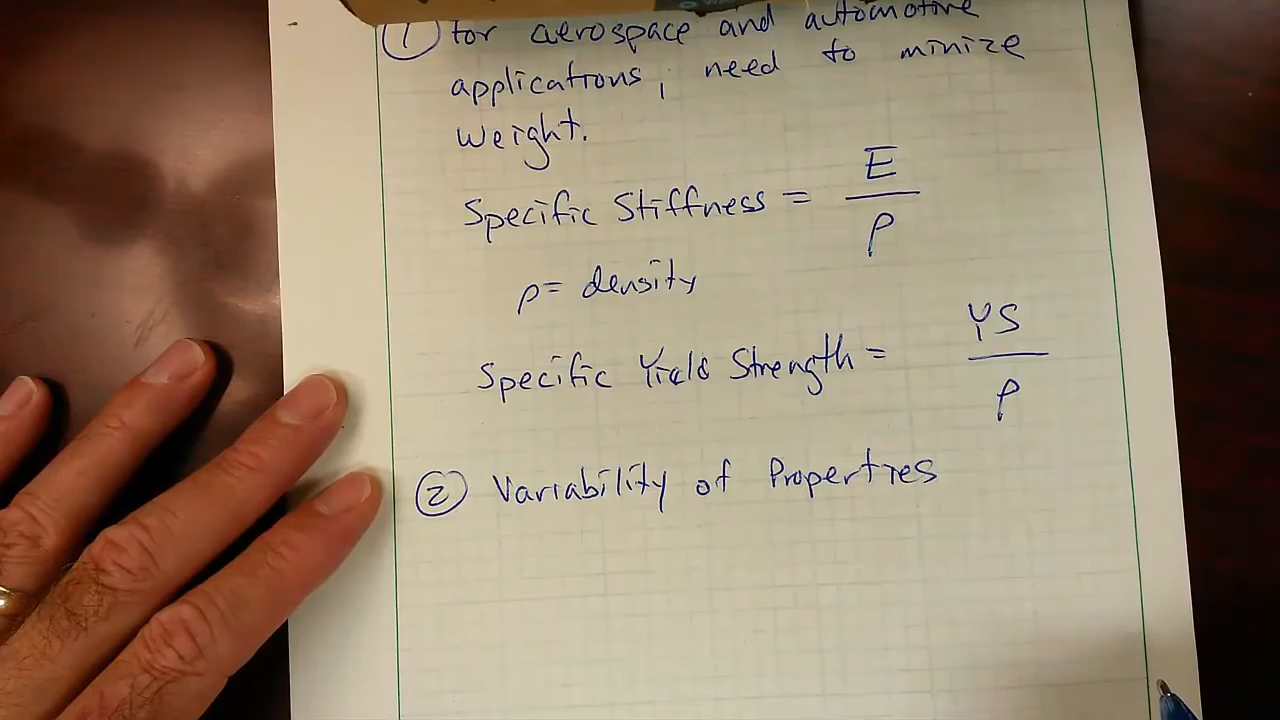 ① for aerospace and automotive
applications, need to minize
weight.
Specific Stiffness = E/ρ
ρ = density
Specific Yield Strength = YS/ρ
② Variability of Properties